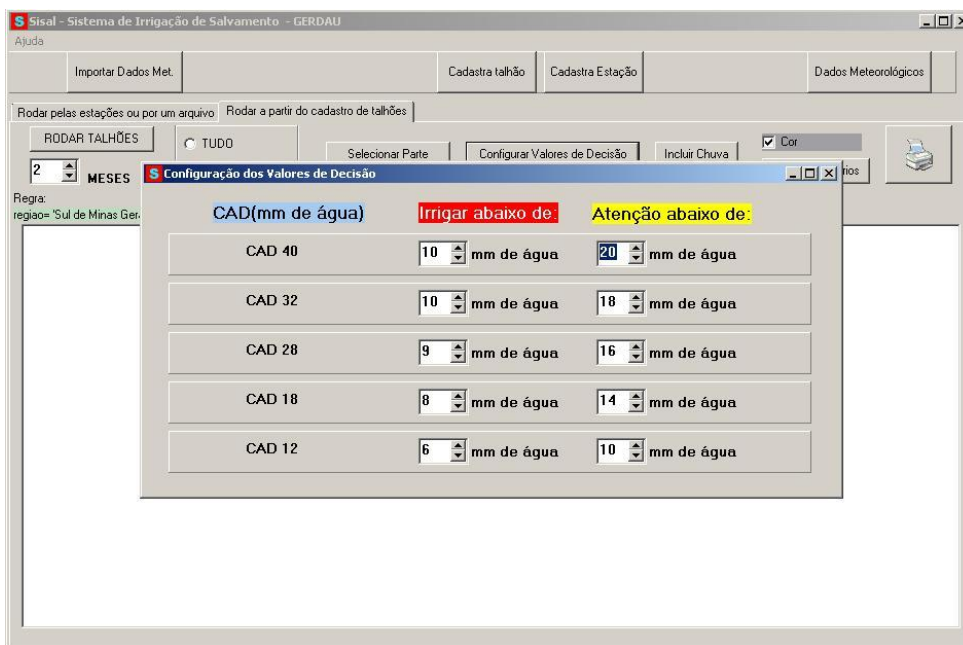 S Sisal - Sistema de Irrigação de Salvamento - GERDAU
Ajuda
Importar Dados Met. Cadastra talhão Cadastra Estação Dados Meteorológicos
Rodar pelas estações ou por um arquivo Rodar a partir do cadastro de talhões
RODAR TALHÕES TUDO Selecionar Parte Configurar Valores de Decisão Incluir Chuva Cor
2 MESES
Regra:
regiao= 'Sul de Minas
S Configuração dos Valores de Decisão
CAD(mm de água) Irrigar abaixo de: Atenção abaixo de:
CAD 40 10 mm de água 20 mm de água
CAD 32 10 mm de água 18 mm de água
CAD 28 9 mm de água 16 mm de água
CAD 18 8 mm de água 14 mm de água
CAD 12 6 mm de água 10 mm de água